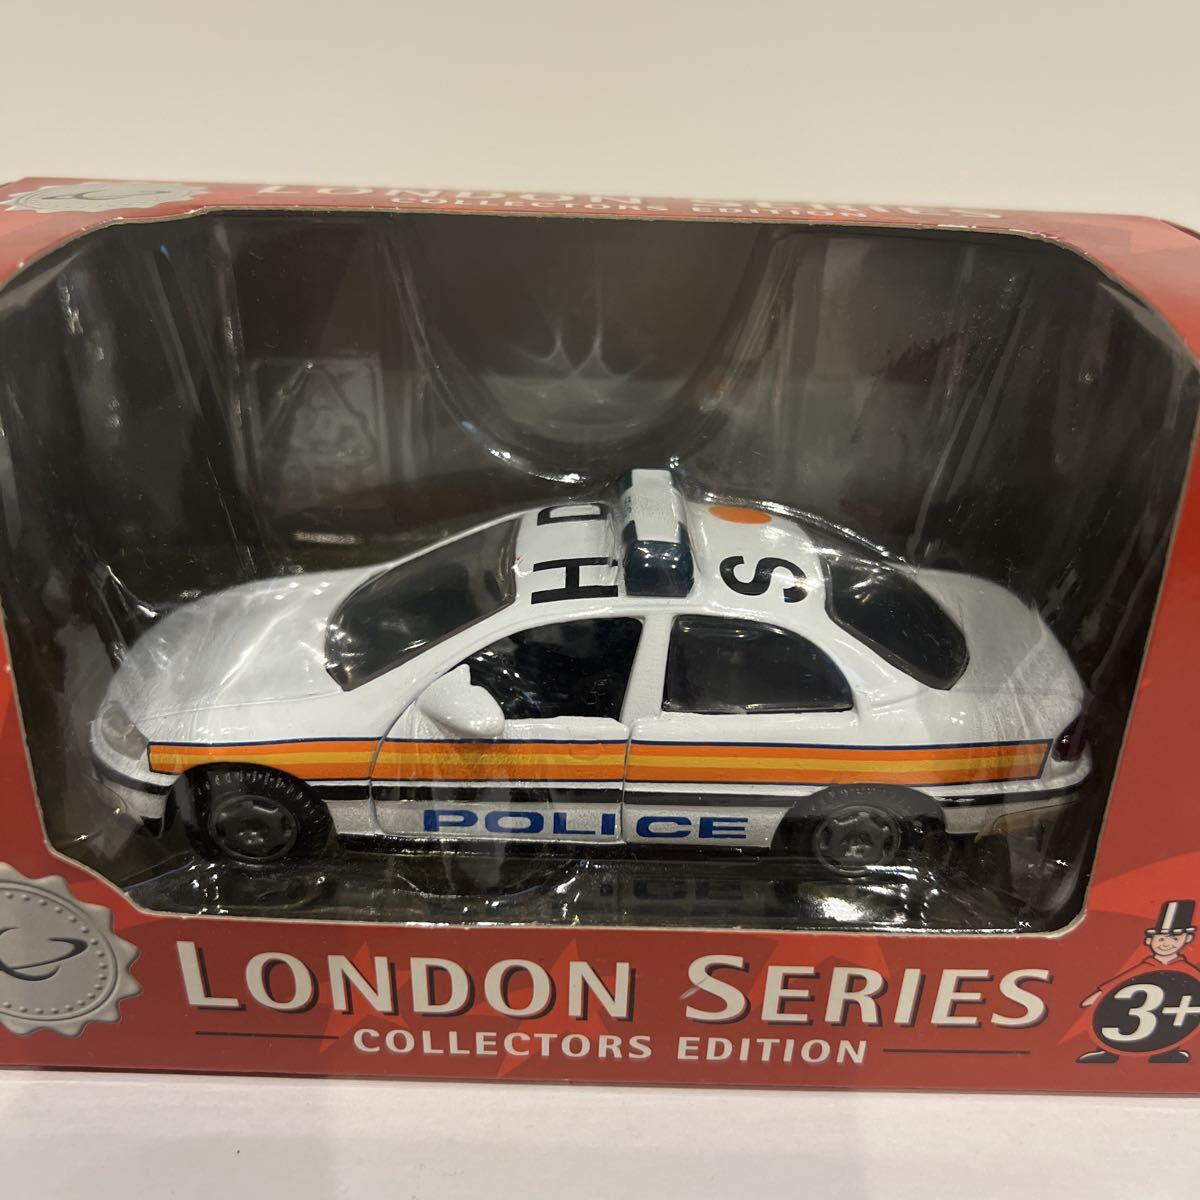 LONDON SERIES
COLLECTORS EDITION
D
H
S
POLICE
LONDON SERIES
COLLECTORS EDITION
3+